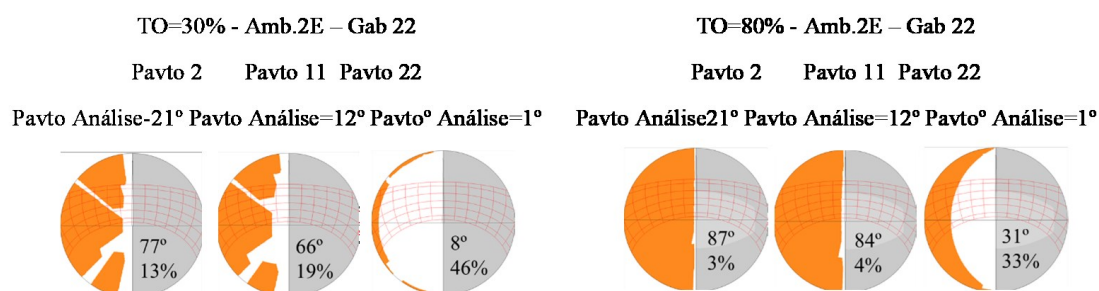 TO=30% - Amb.2E – Gab 22
Pavto 2 Pavto 11 Pavto 22
Pavto Análise-21º Pavto Análise=12º Pavtoº Análise=1º
77º
13%
66º
19%
8º
46%
TO=80% - Amb.2E – Gab 22
Pavto 2 Pavto 11 Pavto 22
Pavto Análise21º Pavto Análise=12º Pavtoº Análise=1º
87º
3%
84º
4%
31º
33%